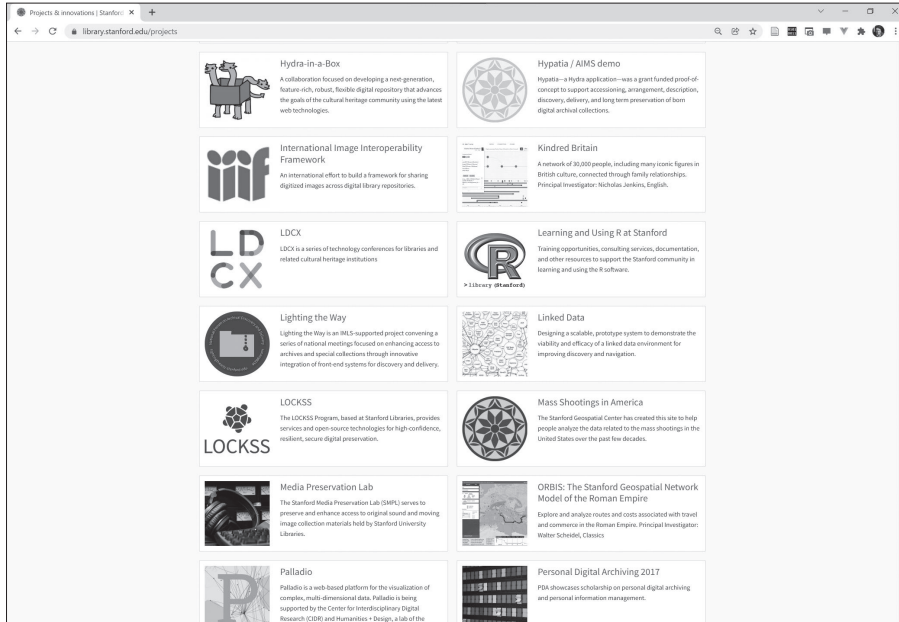 Projects & innovations | Stanford
library.stanford.edu/projects
Hydra-in-a-Box
A collaboration focused on developing a next-generation,
feature-rich, robust, flexible digital repository that advances
the goals of the cultural heritage community using the latest
web technologies.
Hypatia / AIMS demo
Hypatia—a Hydra application—was a grant funded proof-of-
concept to support accessioning, arrangement, description,
discovery, delivery, and long term preservation of born
digital archival collections.
iiif
International Image Interoperability
Framework
An international effort to build a framework for sharing
digitized images across digital library repositories.
Kindred Britain
A network of 30,000 people, including many iconic figures in
British culture, connected through family relationships.
Principal Investigator: Nicholas Jenkins, English.
LD
CX
LDCX
LDCX is a series of technology conferences for libraries and
related cultural heritage institutions
R
> library (Stanford)
Learning and Using R at Stanford
Training opportunities, consulting services, documentation,
and other resources to support the Stanford community in
learning and using the R software.
Lighting the Way
Lighting the Way is an IMLS-supported project convening a
series of national meetings focused on enhancing access to
archives and special collections through innovative
integration of front-end systems for discovery and delivery.
Linked Data
Designing a scalable, prototype system to demonstrate the
viability and efficacy of a linked data environment for
improving discovery and navigation.
LOCKSS
LOCKSS
The LOCKSS Program, based at Stanford Libraries, provides
services and open-source technologies for high-confidence,
resilient, secure digital preservation.
Mass Shootings in America
The Stanford Geospatial Center has created this site to help
people analyze the data related to the mass shootings in the
United States over the past few decades.
Media Preservation Lab
The Stanford Media Preservation Lab (SMPL) serves to
preserve and enhance access to original sound and moving
image collection materials held by Stanford University
Libraries.
ORBIS: The Stanford Geospatial Network
Model of the Roman Empire
Explore and analyze routes and costs associated with travel
and commerce in the Roman Empire. Principal Investigator:
Walter Scheidel, Classics
P
Palladio
Palladio is a web-based platform for the visualization of
complex, multi-dimensional data. Palladio is being
supported by the Center for Interdisciplinary Digital
Research (CIDR) and Humanities + Design, a lab of the
Personal Digital Archiving 2017
PDA showcases scholarship on personal digital archiving
and personal information management.